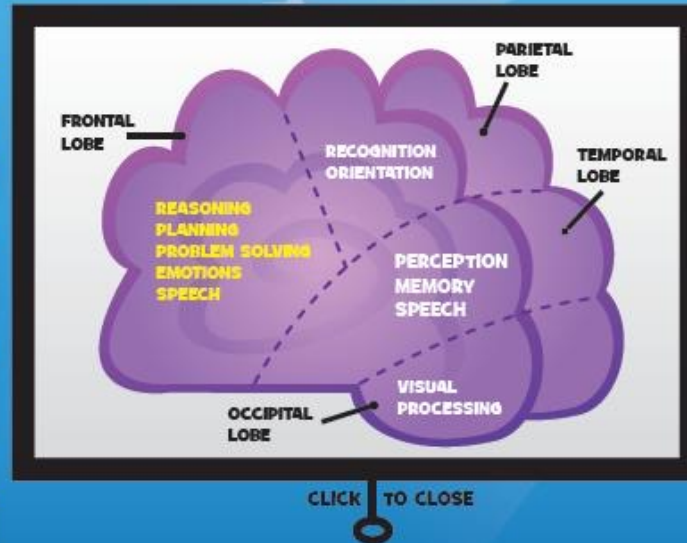 PARIETAL
LOBE
FRONTAL
LOBE
RECOGNITION
ORIENTATION
TEMPORAL
LOBE
REASONING
PLANNING
PROBLEM SOLVING
EMOTIONS
SPEECH
PERCEPTION
MEMORY
SPEECH
VISUAL
PROCESSING
OCCIPITAL
LOBE
CLICK TO CLOSE